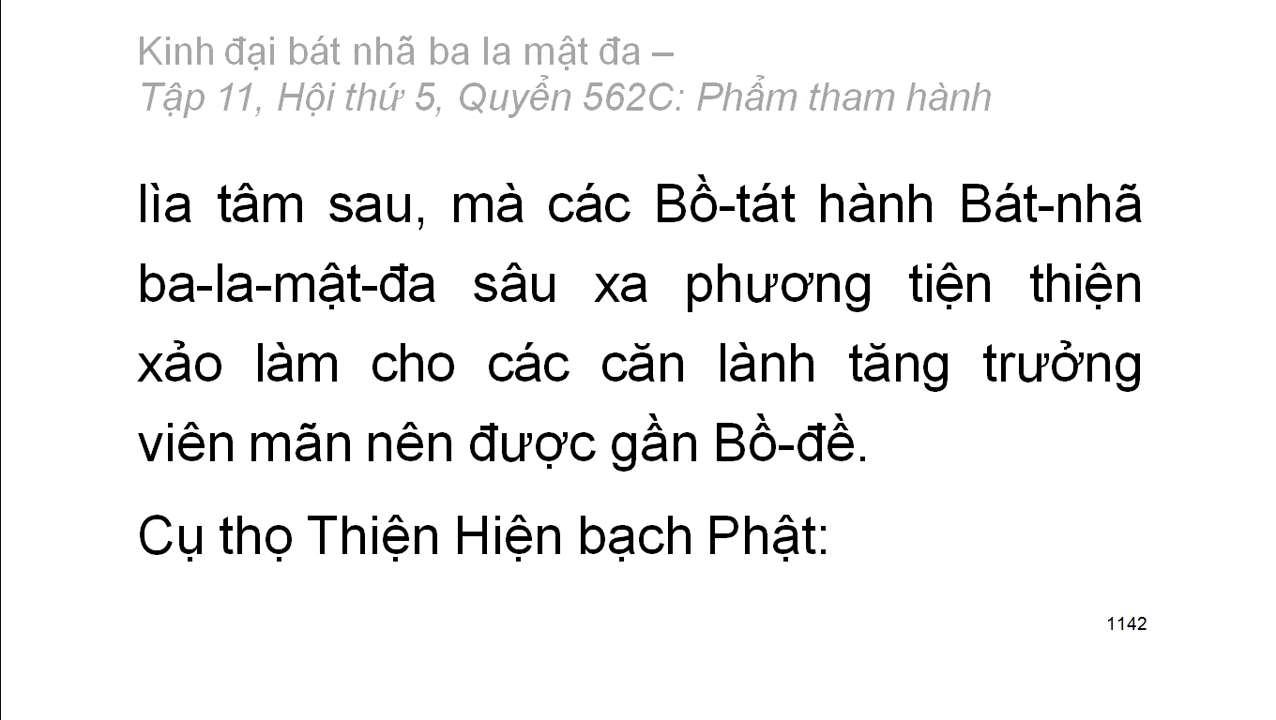 Kinh đại bát nhã ba la mật đa –
Tập 11, Hội thứ 5, Quyển 562C: Phẩm tham hành
lìa tâm sau, mà các Bồ-tát hành Bát-nhã
ba-la-mật-đa sâu xa phương tiện thiện
xảo làm cho các căn lành tăng trưởng
viên mãn nên được gần Bồ-đề.
Cụ thọ Thiện Hiện bạch Phật:
1142